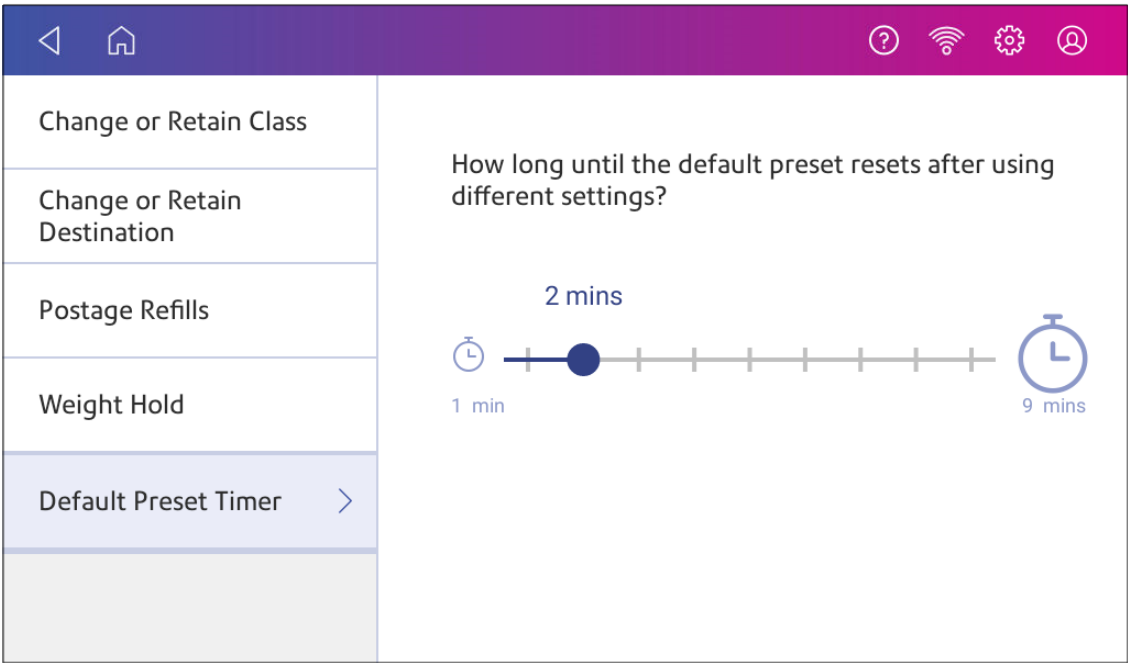 Change or Retain Class
Change or Retain
Destination
Postage Refills
Weight Hold
Default Preset Timer
How long until the default preset resets after using
different settings?
2 mins
1 min
9 mins